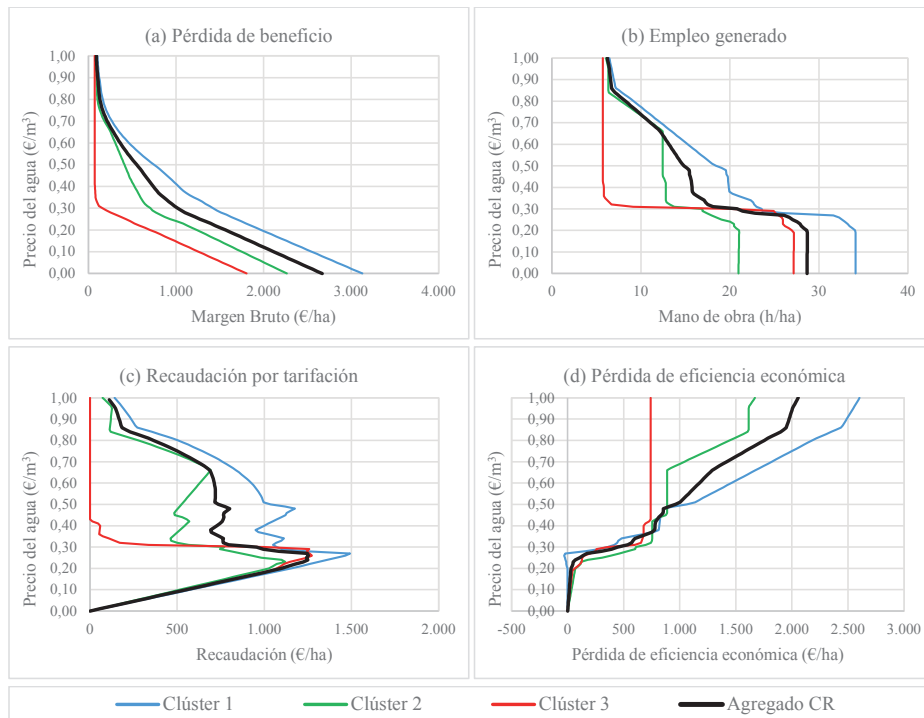 (a) Pérdida de beneficio
Precio del agua (€/m³)
1,00
0,90
0,80
0,70
0,60
0,50
0,40
0,30
0,20
0,10
0,00
0 1.000 2.000 3.000 4.000
Margen Bruto (€/ha)
(b) Empleo generado
Precio del agua (€/m³)
1,00
0,90
0,80
0,70
0,60
0,50
0,40
0,30
0,20
0,10
0,00
0 10 20 30 40
Mano de obra (h/ha)
(c) Recaudación por tarifación
Precio del agua (€/m³)
1,00
0,90
0,80
0,70
0,60
0,50
0,40
0,30
0,20
0,10
0,00
0 500 1.000 1.500 2.000
Recaudación (€/ha)
(d) Pérdida de eficiencia económica
Precio del agua (€/m³)
1,00
0,90
0,80
0,70
0,60
0,50
0,40
0,30
0,20
0,10
0,00
-500 0 500 1.000 1.500 2.000 2.500 3.000
Pérdida de eficiencia económica (€/ha)
Clúster 1 Clúster 2 Clúster 3 Agregado CR